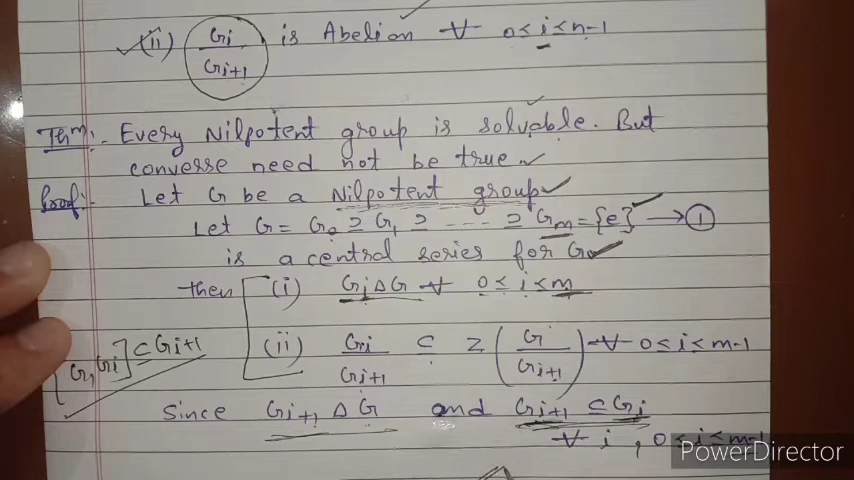 (ii) Gi / Gi+1 is Abelian ∀ 0≤i≤n-1
Thm:- Every Nilpotent group is solvable. But
converse need not be true.
Proof:- Let G be a Nilpotent group
Let G = G0 ⊇ G1 ⊇ ---- ⊇ Gm = {e} → ①
is a central series for G.
then (i) Gi Δ G ∀ 0≤i≤m
(ii) Gi / Gi+1 ⊆ Z(G / Gi+1) ∀ 0≤i≤m-1
[G, Gi] ⊆ Gi+1
Since Gi+1 Δ G and Gi+1 ⊆ Gi
∀ i, 0≤i≤m-1
PowerDirector